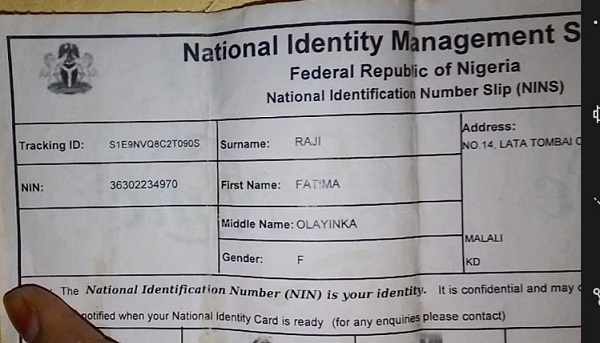 National Identity Management S
Federal Republic of Nigeria
National Identification Number Slip (NINS)
Tracking ID: S1E9NVQ8C2T090S
Surname: RAJI
Address:
NO.14, LATA TOMBAI
NIN: 36302234970
First Name: FATIMA
Middle Name: OLAYINKA
MALALI
Gender: F
KD
The National Identification Number (NIN) is your identity. It is confidential and may
notified when your National Identity Card is ready (for any enquiries please contact)